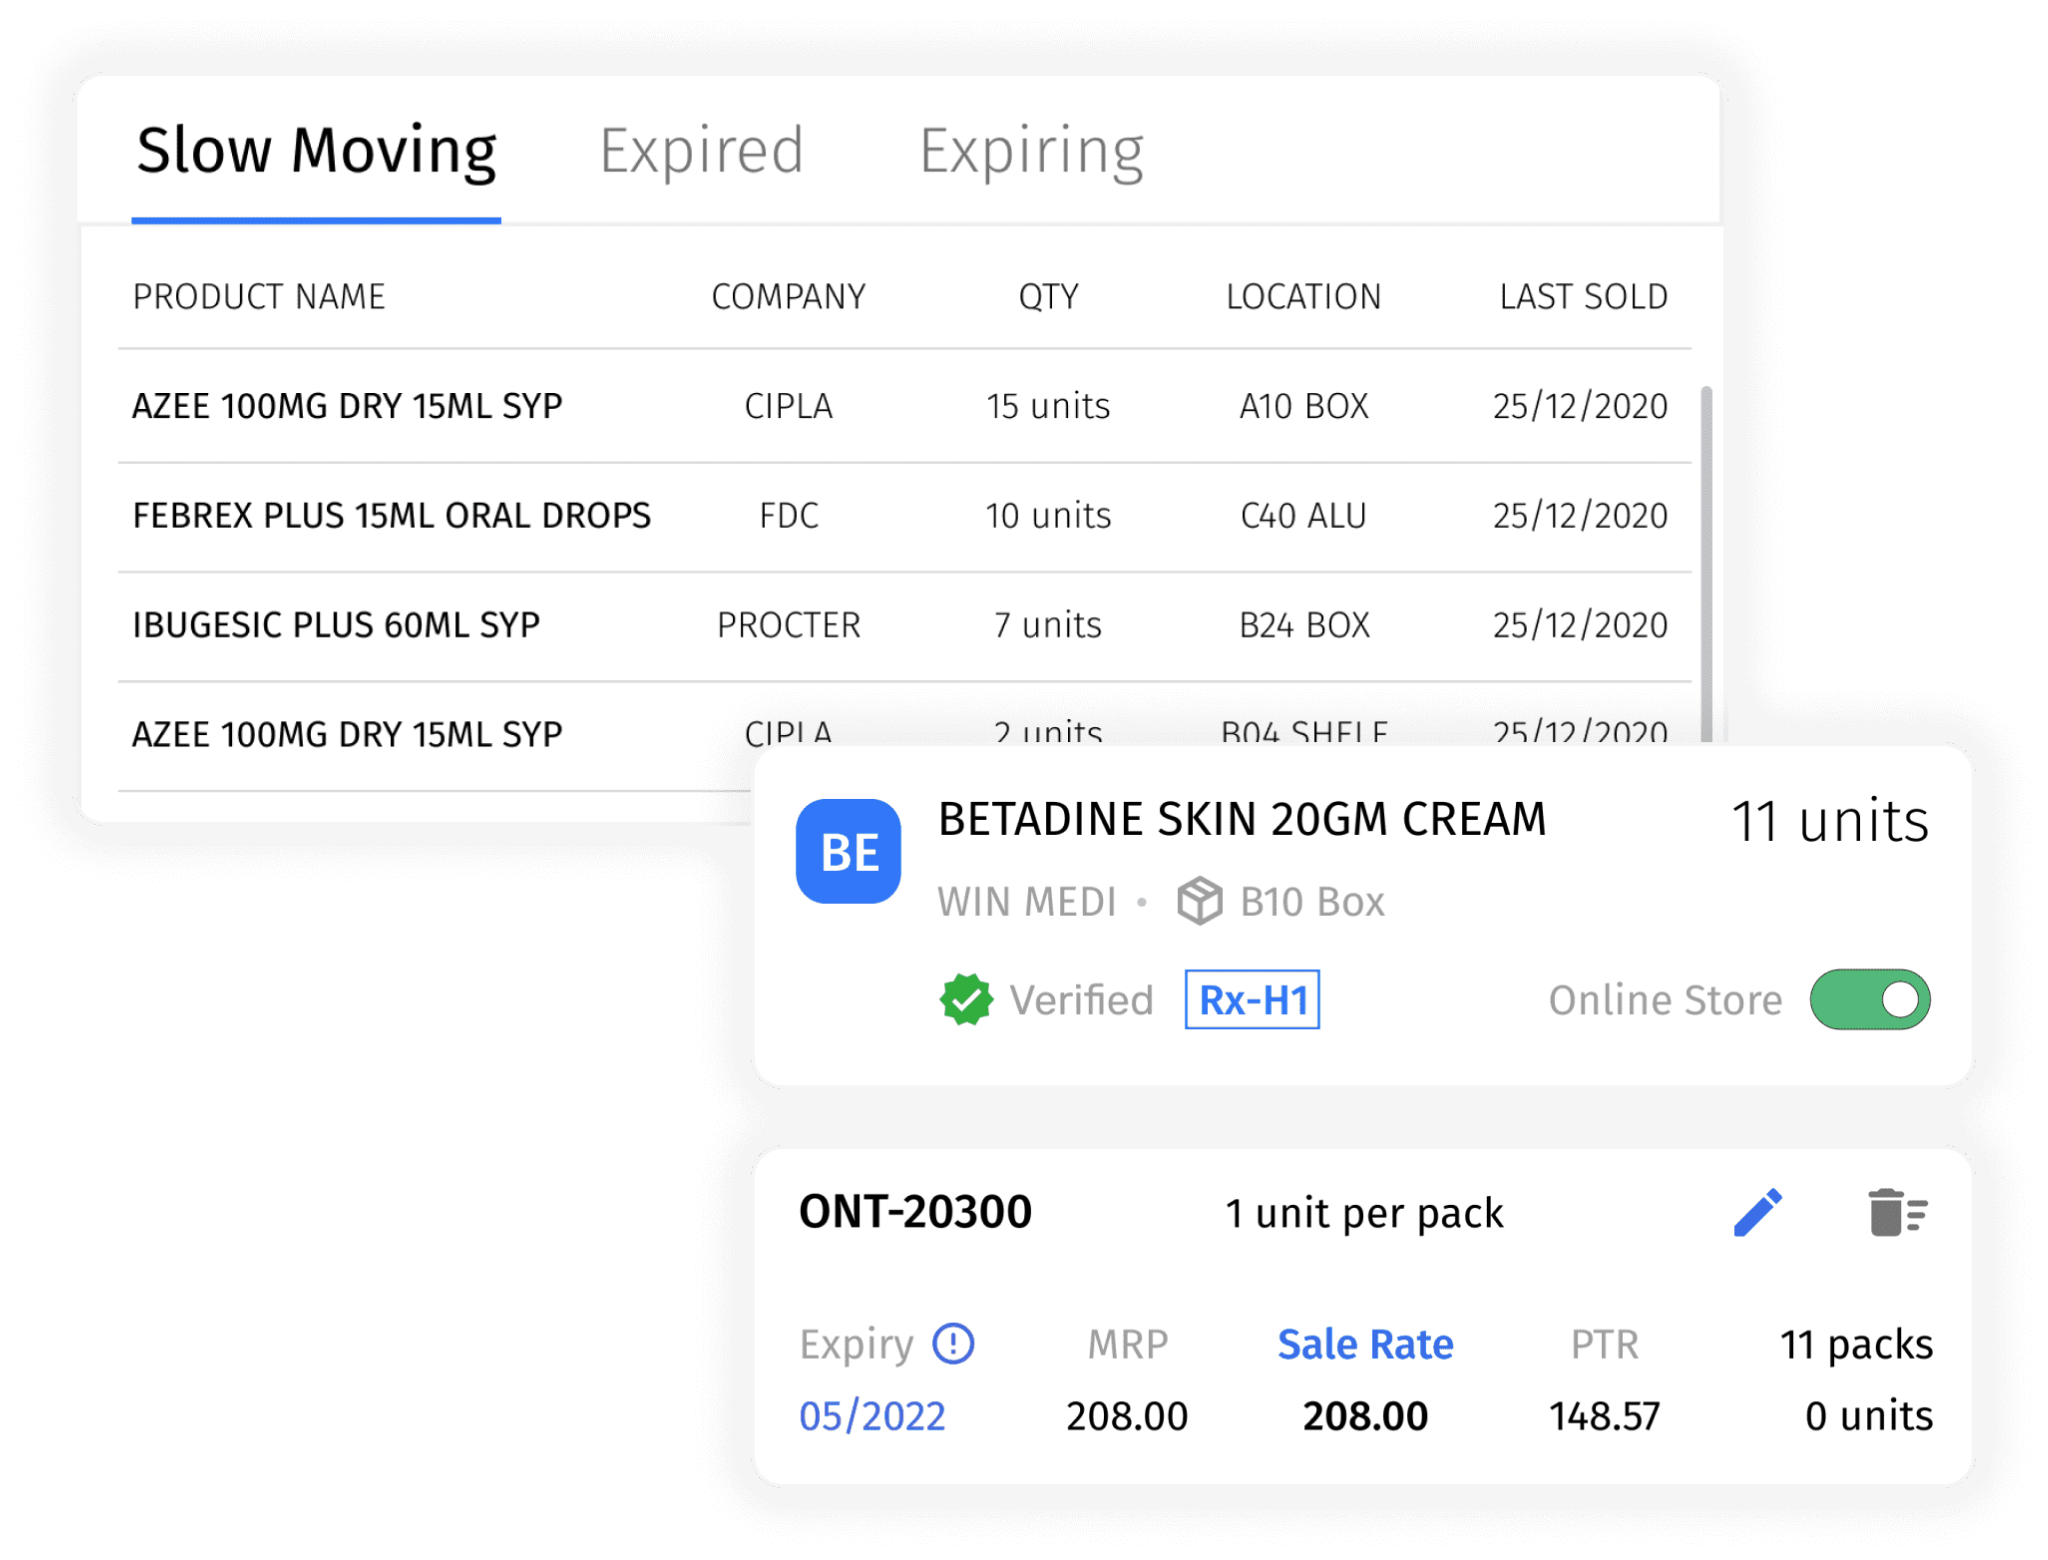 Slow Moving Expired Expiring
PRODUCT NAME COMPANY QTY LOCATION LAST SOLD
AZEE 100MG DRY 15ML SYP CIPLA 15 units A10 BOX 25/12/2020
FEBREX PLUS 15ML ORAL DROPS FDC 10 units C40 ALU 25/12/2020
IBUGESIC PLUS 60ML SYP PROCTER 7 units B24 BOX 25/12/2020
AZEE 100MG DRY 15ML SYP CIPLA 2 units B04 SHELF 25/12/2020
BE BETADINE SKIN 20GM CREAM 11 units
WIN MEDI • B10 Box
Verified Rx-H1 Online Store
ONT-20300 1 unit per pack
Expiry MRP Sale Rate PTR 11 packs
05/2022 208.00 208.00 148.57 0 units